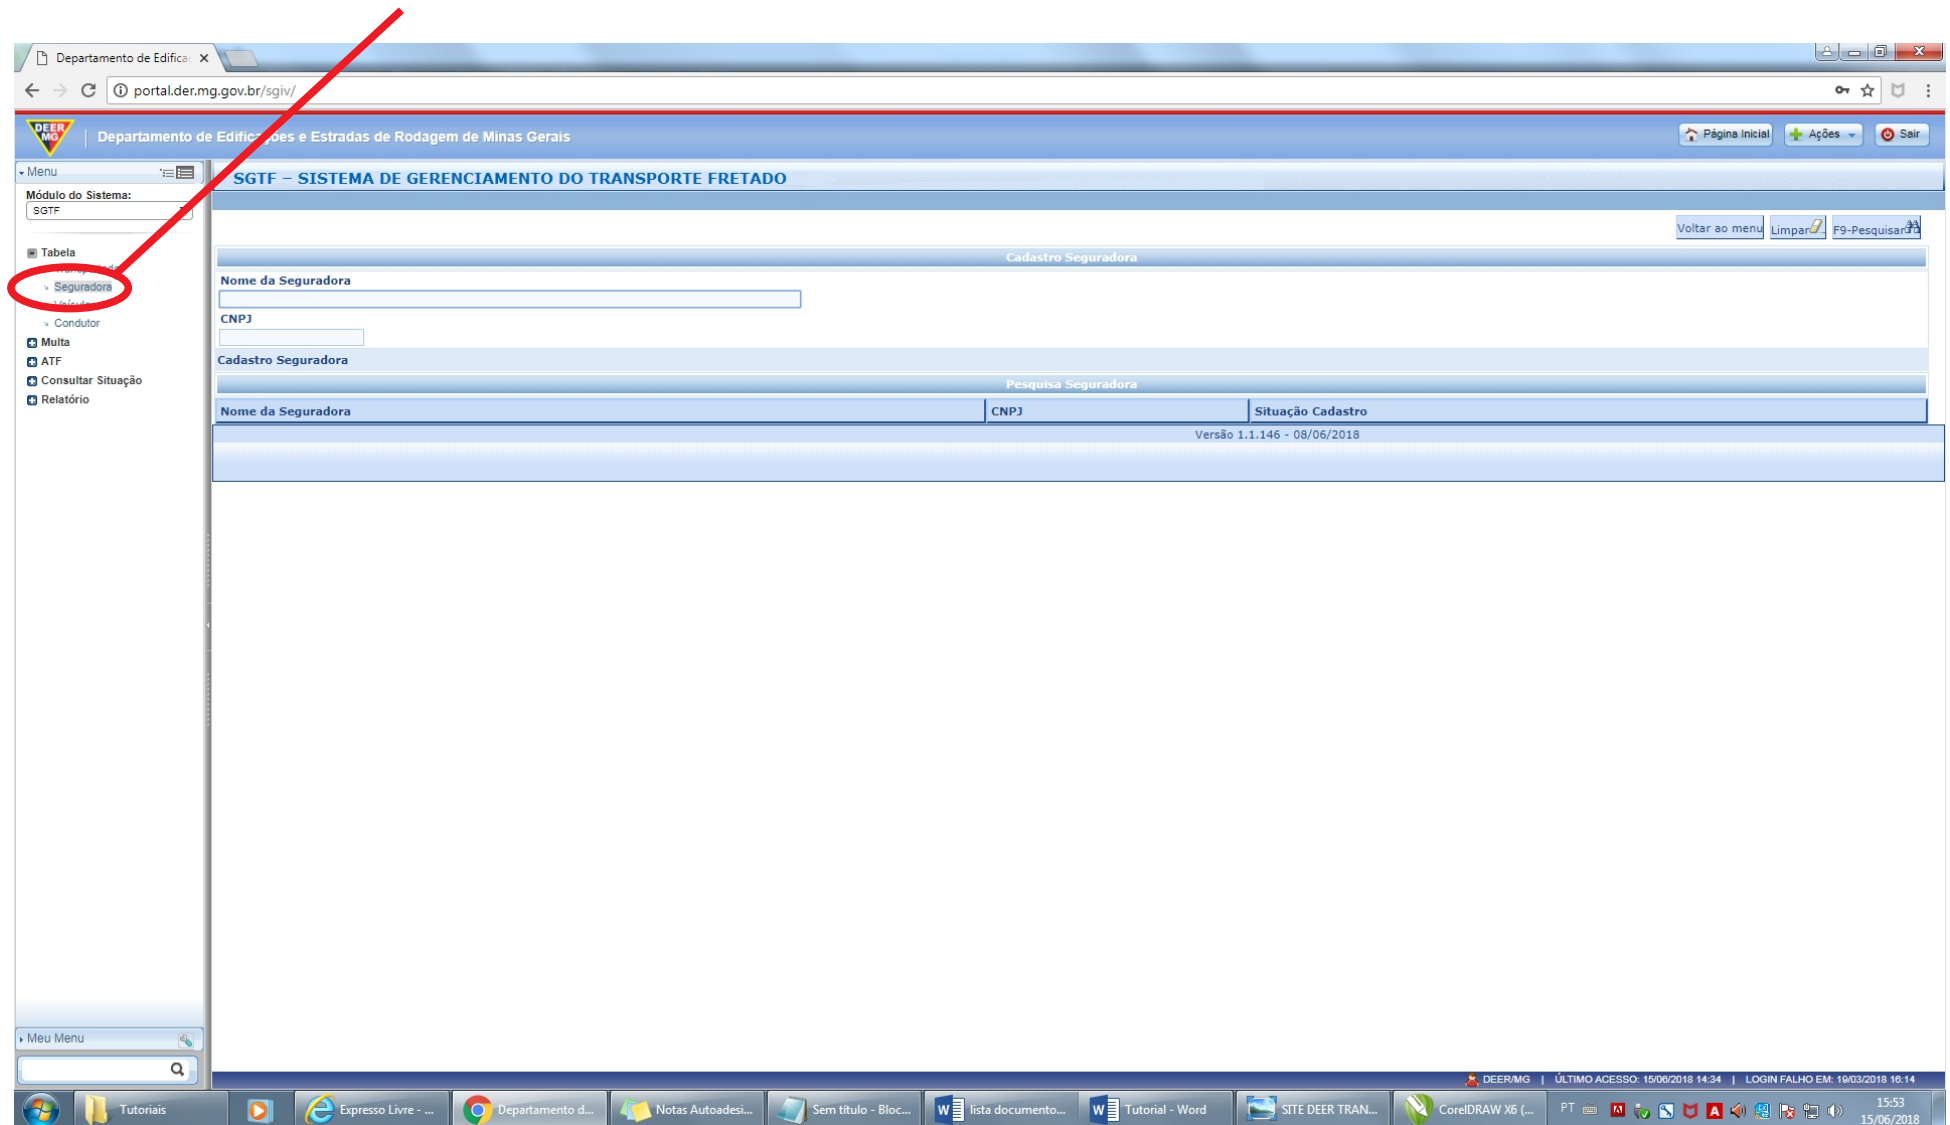 Departamento de Edifica
portal.der.mg.gov.br/sgiv/
DEER
MG
Departamento de Edificações e Estradas de Rodagem de Minas Gerais
Página Inicial
Ações
Sair
Menu
SGTF – SISTEMA DE GERENCIAMENTO DO TRANSPORTE FRETADO
Módulo do Sistema:
SGTF
Voltar ao menu
Limpar
F9-Pesquisar
Tabela
Seguradora
Condutor
Multa
ATF
Consultar Situação
Relatório
Cadastro Seguradora
Nome da Seguradora
CNPJ
Cadastro Seguradora
Pesquisa Seguradora
Nome da Seguradora CNPJ Situação Cadastro
Versão 1.1.146 - 08/06/2018
Meu Menu
DEER/MG | ÚLTIMO ACESSO: 15/06/2018 14:34 | LOGIN FALHO EM: 19/03/2018 16:14
Tutoriais
Expresso Livre - ...
Departamento d...
Notas Autoadesi...
Sem título - Bloc...
lista documento...
Tutorial - Word
SITE DEER TRAN...
CorelDRAW X6 (...
PT
15:53
15/06/2018